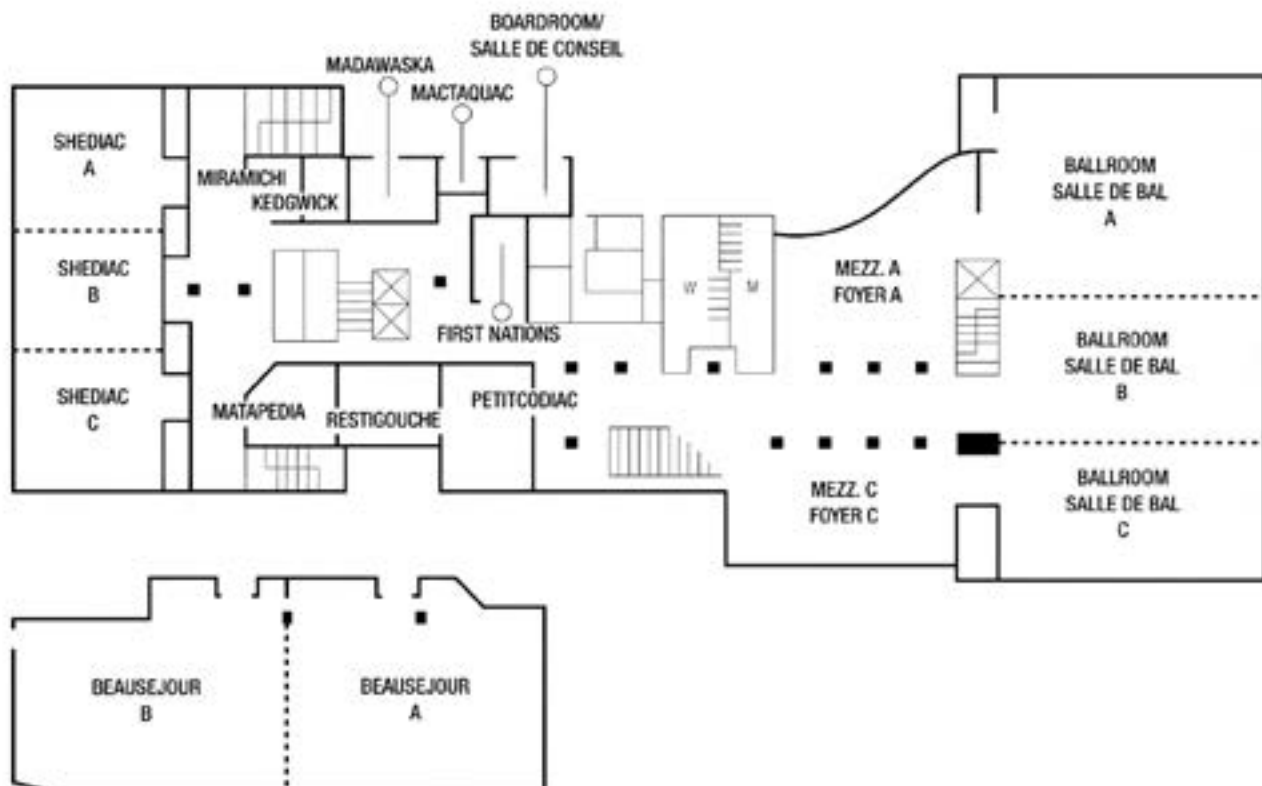 BOARDROOM/
SALLE DE CONSEIL
MADAWASKA
MACTAQUAC
SHEDIAC
A
MIRAMICHI
KEDGWICK
BALLROOM
SALLE DE BAL
A
SHEDIAC
B
W
M
MEZZ. A
FOYER A
FIRST NATIONS
BALLROOM
SALLE DE BAL
B
SHEDIAC
C
MATAPEDIA
RESTIGOUCHE
PETITCODIAC
MEZZ. C
FOYER C
BALLROOM
SALLE DE BAL
C
BEAUSEJOUR
B
BEAUSEJOUR
A